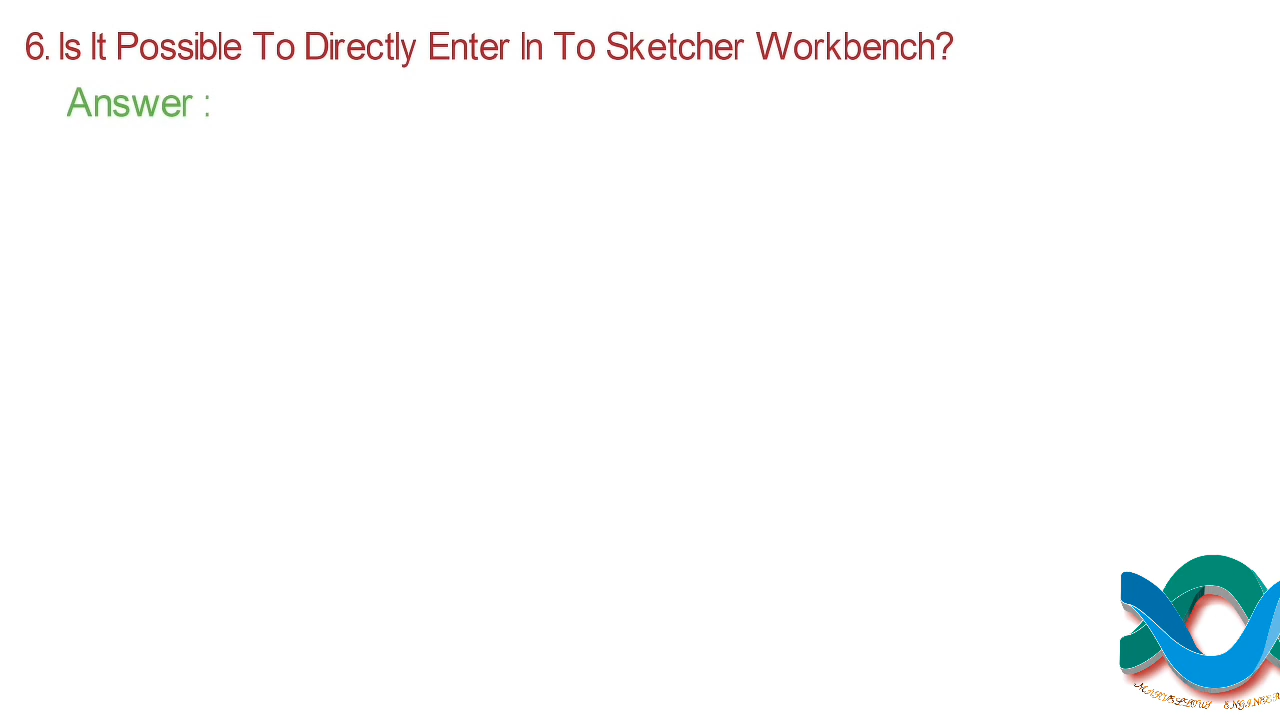 6. Is It Possible To Directly Enter In To Sketcher Workbench?
Answer :